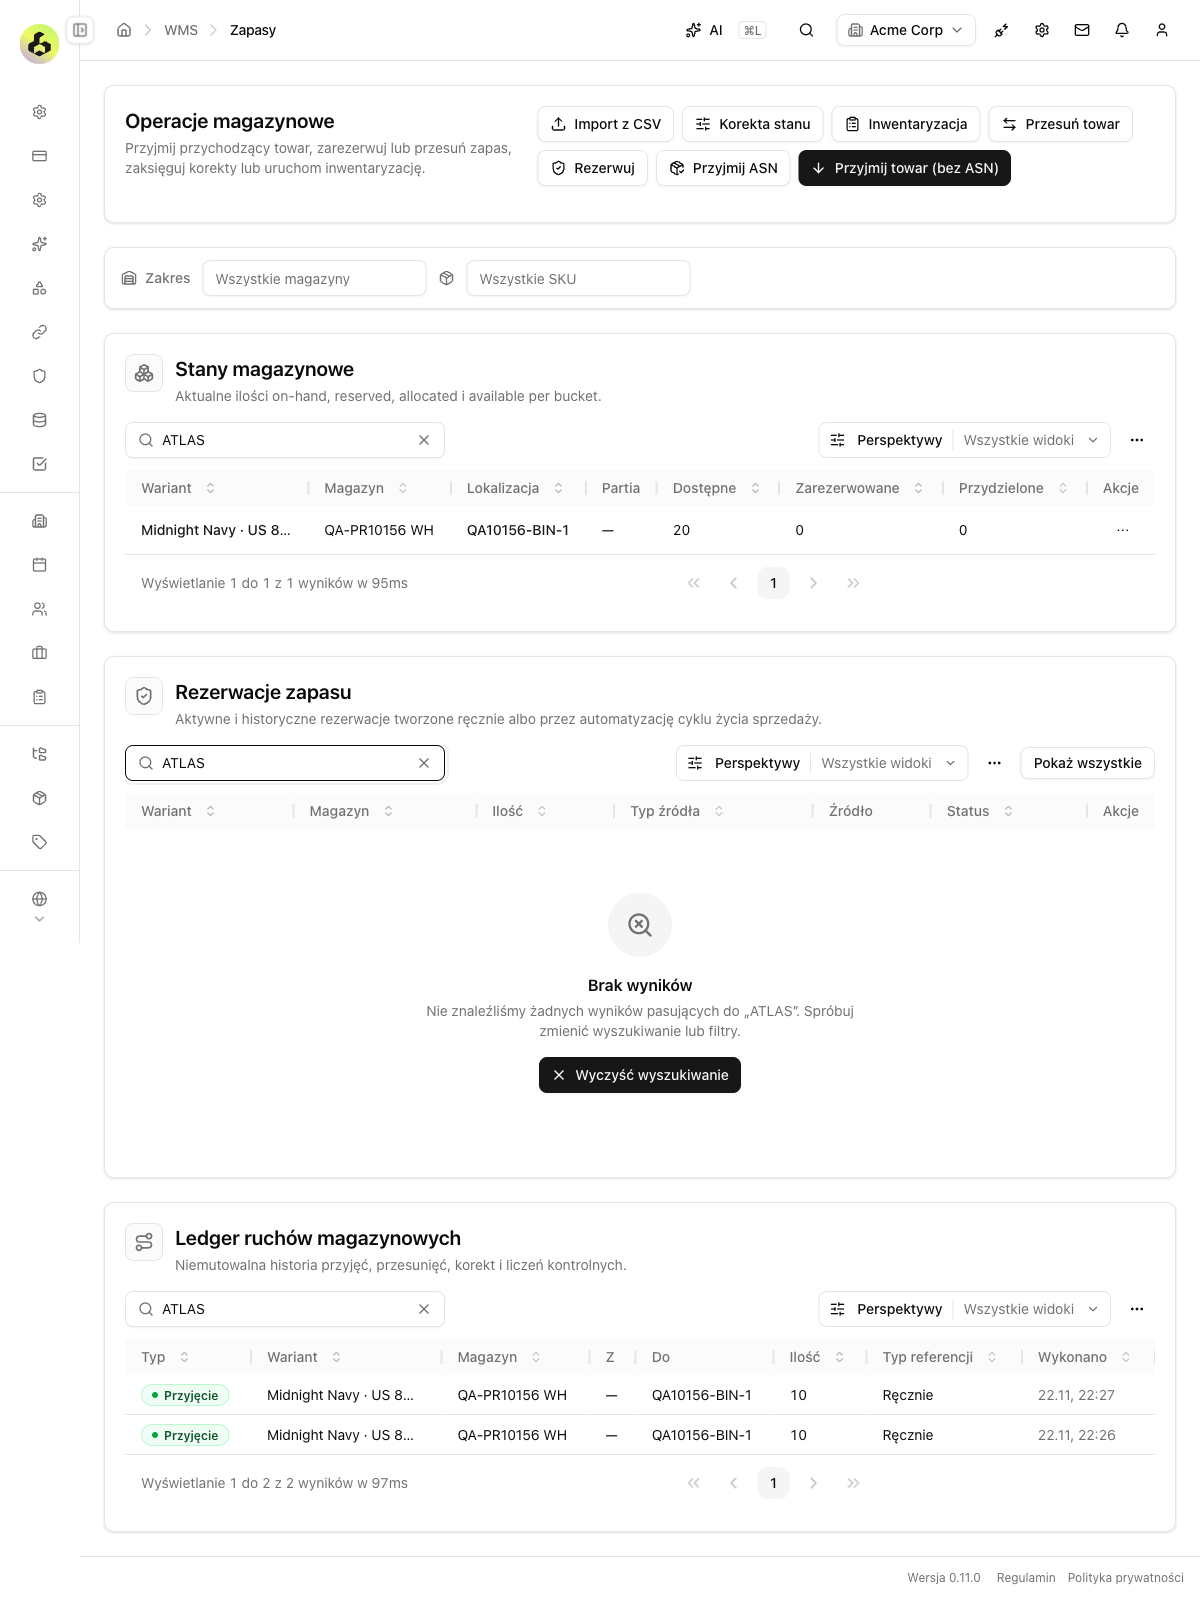 WMS
Zapasy
AI
⌘L
Acme Corp
Operacje magazynowe
Przyjmij przychodzący towar, zarezerwuj lub przesuń zapas,
zaksięguj korekty lub uruchom inwentaryzację.
Import z CSV
Korekta stanu
Inwentaryzacja
Przesuń towar
Rezerwuj
Przyjmij ASN
Przyjmij towar (bez ASN)
Zakres
Wszystkie magazyny
Wszystkie SKU
Stany magazynowe
Aktualne ilości on-hand, reserved, allocated i available per bucket.
ATLAS
Perspektywy
Wszystkie widoki
Wariant Magazyn Lokalizacja Partia Dostępne Zarezerwowane Przydzielone Akcje
Midnight Navy · US 8... QA-PR10156 WH QA10156-BIN-1 — 20 0 0 ...
Wyświetlanie 1 do 1 z 1 wyników w 95ms
1
Rezerwacje zapasu
Aktywne i historyczne rezerwacje tworzone ręcznie albo przez automatyzację cyklu życia sprzedaży.
ATLAS
Perspektywy
Wszystkie widoki
Pokaż wszystkie
Wariant Magazyn Ilość Typ źródła Źródło Status Akcje
Brak wyników
Nie znaleźliśmy żadnych wyników pasujących do „ATLAS”. Spróbuj
zmienić wyszukiwanie lub filtry.
Wyczyść wyszukiwanie
Ledger ruchów magazynowych
Niemutowalna historia przyjęć, przesunięć, korekt i liczeń kontrolnych.
ATLAS
Perspektywy
Wszystkie widoki
Typ Wariant Magazyn Z Do Ilość Typ referencji Wykonano
Przyjęcie Midnight Navy · US 8... QA-PR10156 WH — QA10156-BIN-1 10 Ręcznie 22.11, 22:27
Przyjęcie Midnight Navy · US 8... QA-PR10156 WH — QA10156-BIN-1 10 Ręcznie 22.11, 22:26
Wyświetlanie 1 do 2 z 2 wyników w 97ms
1
Wersja 0.11.0
Regulamin
Polityka prywatności